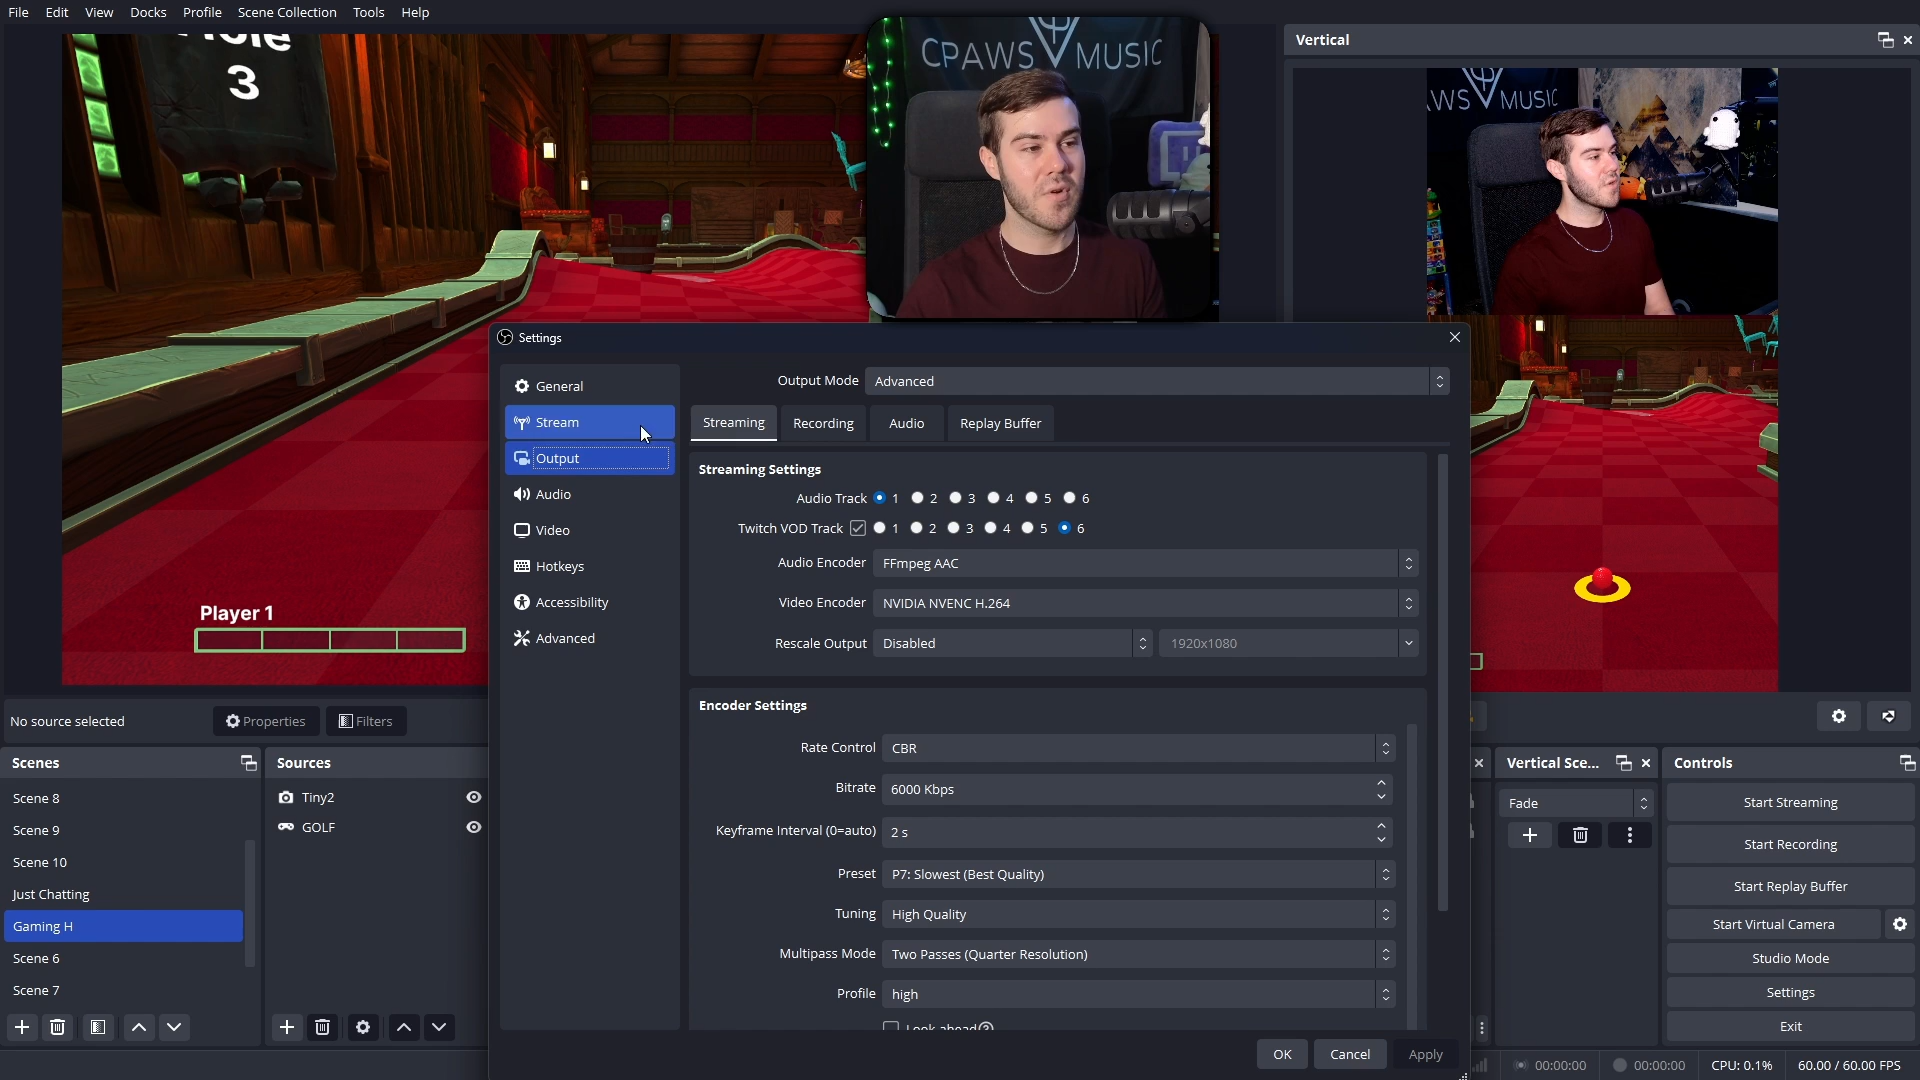 File Edit View Docks Profile Scene Collection Tools Help
3
CPAWS MUSIC
Vertical
WS MUSIC
Settings
General
Stream
Output
Audio
Video
Hotkeys
Accessibility
Advanced
Output Mode Advanced
Streaming Recording Audio Replay Buffer
Streaming Settings
Audio Track 1 2 3 4 5 6
Twitch VOD Track 1 2 3 4 5 6
Audio Encoder FFmpeg AAC
Video Encoder NVIDIA NVENC H.264
Rescale Output Disabled 1920x1080
Encoder Settings
Rate Control CBR
Bitrate 6000 Kbps
Keyframe Interval (0=auto) 2 s
Preset P7: Slowest (Best Quality)
Tuning High Quality
Multipass Mode Two Passes (Quarter Resolution)
Profile high
Look-ahead
OK Cancel Apply
Player 1
No source selected Properties Filters
Scenes
Scene 8
Scene 9
Scene 10
Just Chatting
Gaming H
Scene 6
Scene 7
Sources
Tiny2
GOLF
Vertical Sce...
Fade
Controls
Start Streaming
Start Recording
Start Replay Buffer
Start Virtual Camera
Studio Mode
Settings
Exit
00:00:00 00:00:00 CPU: 0.1% 60.00 / 60.00 FPS